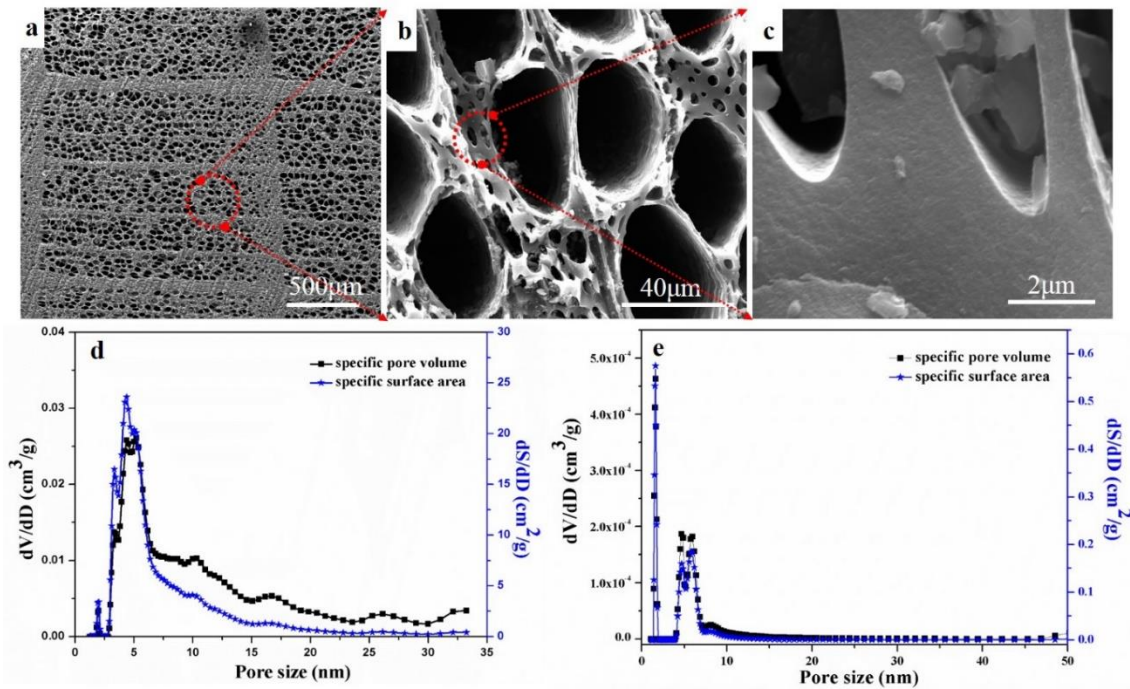 a
b
c
500μm
40μm
2μm
d
specific pore volume
specific surface area
dV/dD (cm³/g)
0.00
0.01
0.02
0.03
0.04
dS/dD (cm²/g)
0
5
10
15
20
25
30
0 5 10 15 20 25 30 35
Pore size (nm)
e
specific pore volume
specific surface area
dV/dD (cm³/g)
0.0
1.0x10⁻⁴
2.0x10⁻⁴
3.0x10⁻⁴
4.0x10⁻⁴
5.0x10⁻⁴
dS/dD (cm²/g)
0.0
0.1
0.2
0.3
0.4
0.5
0.6
0 10 20 30 40 50
Pore size (nm)